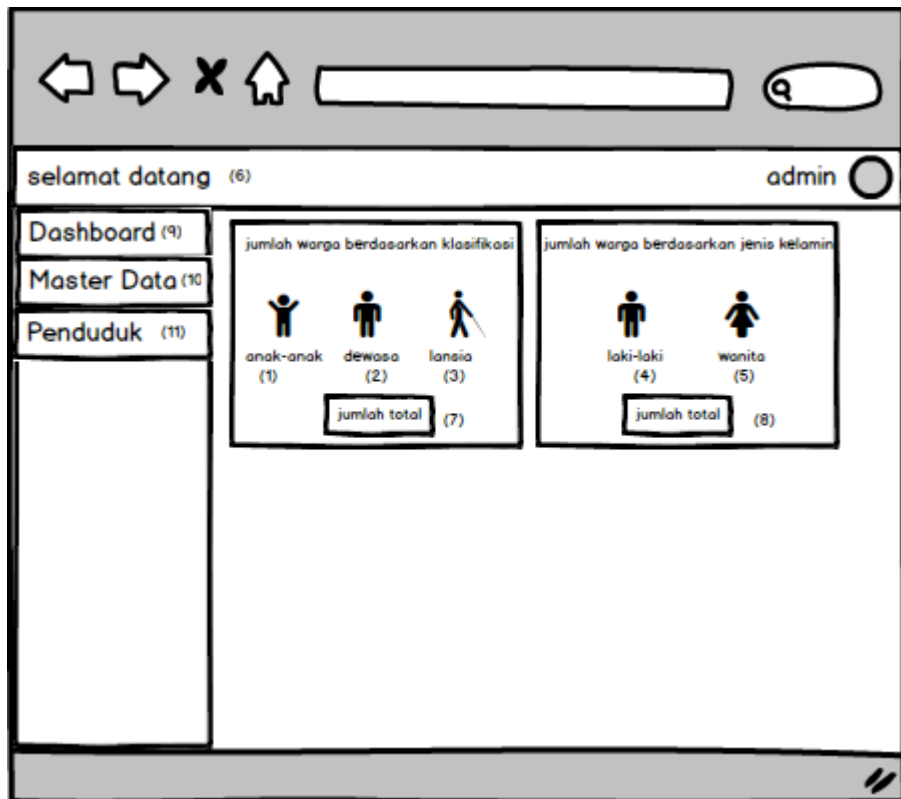 selamat datang (6)
admin
Dashboard (9)
Master Data (10
Penduduk (11)
jumlah warga berdasarkan klasifikasi
anak-anak dewasa lansia
(1) (2) (3)
jumlah total (7)
jumlah warga berdasarkan jenis kelamin
laki-laki wanita
(4) (5)
jumlah total (8)